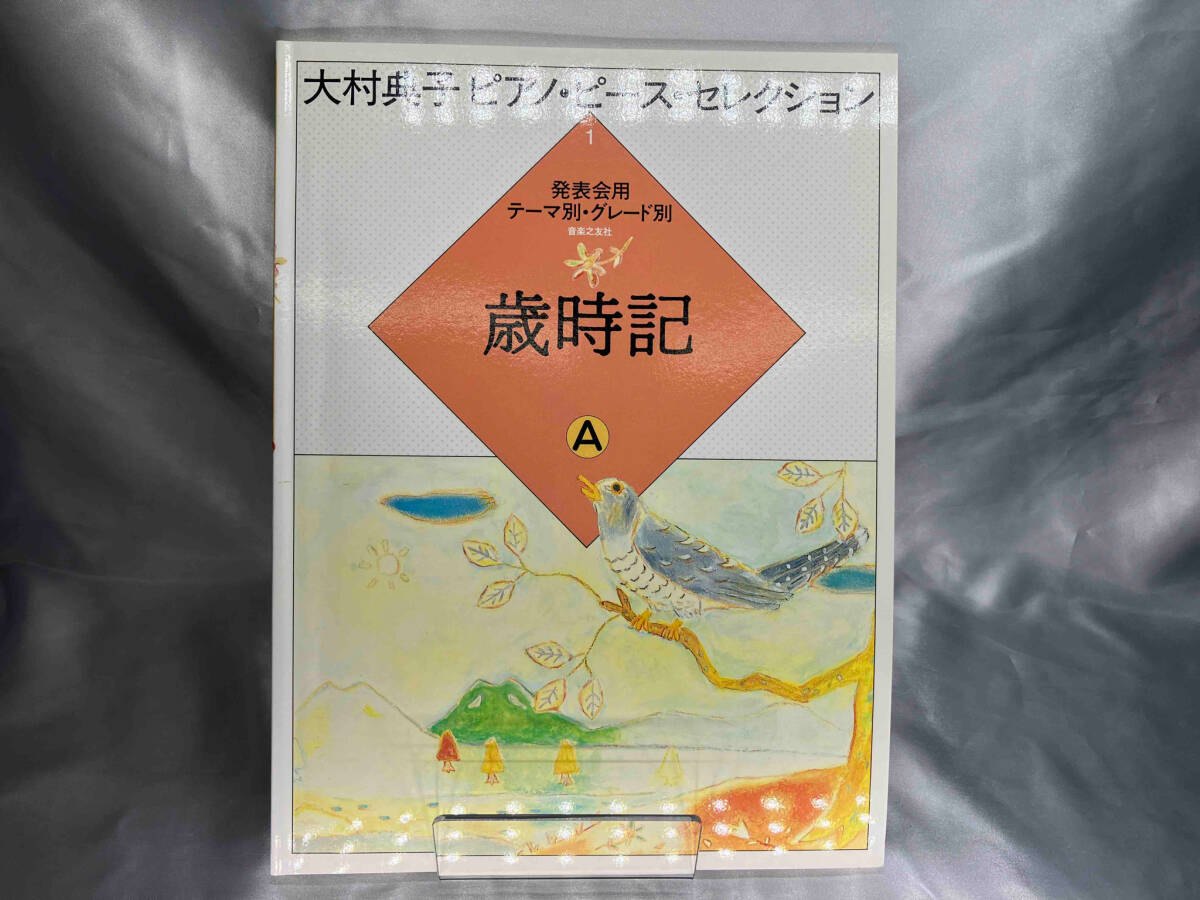 大村典子 ピアノ・ピース・セレクション
1
発表会用
テーマ別・グレード別
音楽之友社
歳時記
A